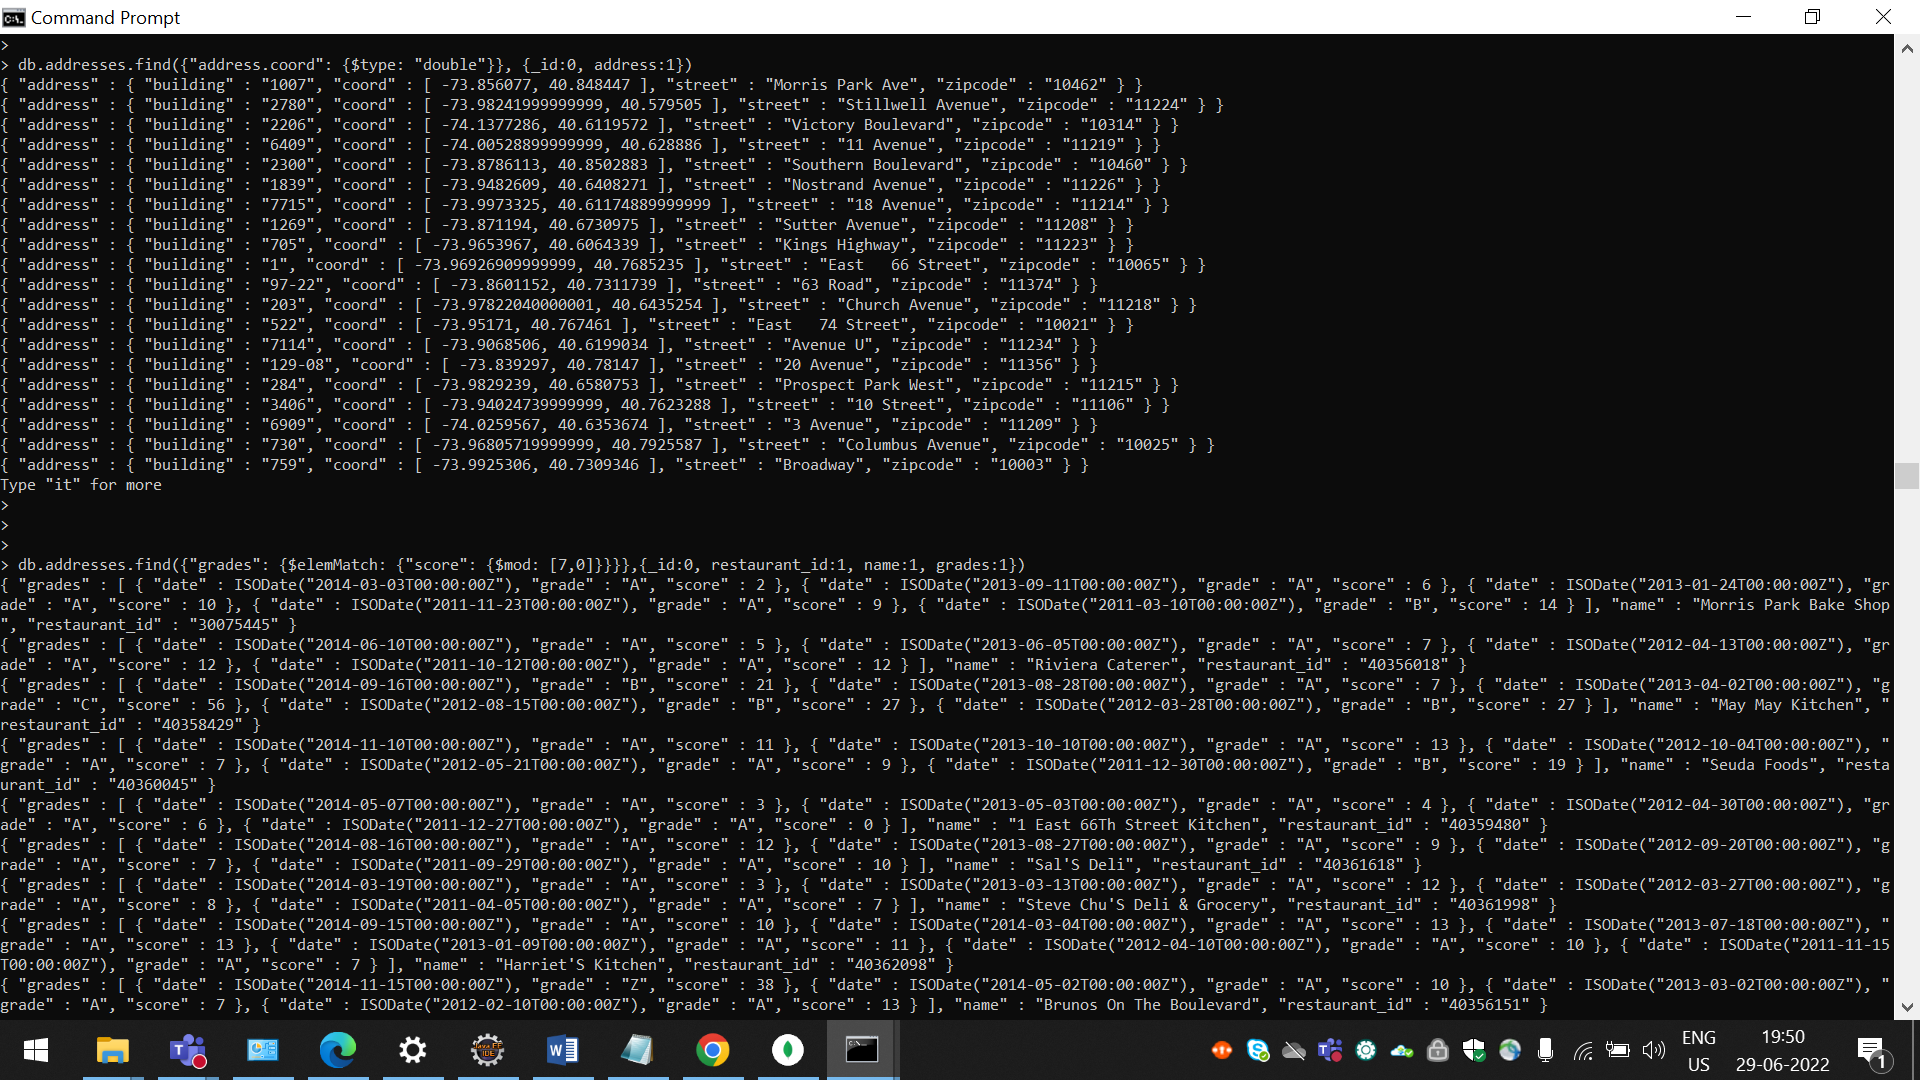 Command Prompt
>
> db.addresses.find({"address.coord": {$type: "double"}}, {_id:0, address:1})
{ "address" : { "building" : "1007", "coord" : [ -73.856077, 40.848447 ], "street" : "Morris Park Ave", "zipcode" : "10462" } }
{ "address" : { "building" : "2780", "coord" : [ -73.98241999999999, 40.579505 ], "street" : "Stillwell Avenue", "zipcode" : "11224" } }
{ "address" : { "building" : "2206", "coord" : [ -74.1377286, 40.6119572 ], "street" : "Victory Boulevard", "zipcode" : "10314" } }
{ "address" : { "building" : "6409", "coord" : [ -74.00528899999999, 40.628886 ], "street" : "11 Avenue", "zipcode" : "11219" } }
{ "address" : { "building" : "2300", "coord" : [ -73.8786113, 40.8502883 ], "street" : "Southern Boulevard", "zipcode" : "10460" } }
{ "address" : { "building" : "1839", "coord" : [ -73.9482609, 40.6408271 ], "street" : "Nostrand Avenue", "zipcode" : "11226" } }
{ "address" : { "building" : "7715", "coord" : [ -73.9973325, 40.61174889999999 ], "street" : "18 Avenue", "zipcode" : "11214" } }
{ "address" : { "building" : "1269", "coord" : [ -73.871194, 40.6730975 ], "street" : "Sutter Avenue", "zipcode" : "11208" } }
{ "address" : { "building" : "705", "coord" : [ -73.9653967, 40.6064339 ], "street" : "Kings Highway", "zipcode" : "11223" } }
{ "address" : { "building" : "1", "coord" : [ -73.96926909999999, 40.7685235 ], "street" : "East   66 Street", "zipcode" : "10065" } }
{ "address" : { "building" : "97-22", "coord" : [ -73.8601152, 40.7311739 ], "street" : "63 Road", "zipcode" : "11374" } }
{ "address" : { "building" : "203", "coord" : [ -73.97822040000001, 40.6435254 ], "street" : "Church Avenue", "zipcode" : "11218" } }
{ "address" : { "building" : "522", "coord" : [ -73.95171, 40.767461 ], "street" : "East   74 Street", "zipcode" : "10021" } }
{ "address" : { "building" : "7114", "coord" : [ -73.9068506, 40.6199034 ], "street" : "Avenue U", "zipcode" : "11234" } }
{ "address" : { "building" : "129-08", "coord" : [ -73.839297, 40.78147 ], "street" : "20 Avenue", "zipcode" : "11356" } }
{ "address" : { "building" : "284", "coord" : [ -73.9829239, 40.6580753 ], "street" : "Prospect Park West", "zipcode" : "11215" } }
{ "address" : { "building" : "3406", "coord" : [ -73.94024739999999, 40.7623288 ], "street" : "10 Street", "zipcode" : "11106" } }
{ "address" : { "building" : "6909", "coord" : [ -74.0259567, 40.6353674 ], "street" : "3 Avenue", "zipcode" : "11209" } }
{ "address" : { "building" : "730", "coord" : [ -73.96805719999999, 40.7925587 ], "street" : "Columbus Avenue", "zipcode" : "10025" } }
{ "address" : { "building" : "759", "coord" : [ -73.9925306, 40.7309346 ], "street" : "Broadway", "zipcode" : "10003" } }
Type "it" for more
>
>
>
> db.addresses.find({"grades": {$elemMatch: {"score": {$mod: [7,0]}}}},{_id:0, restaurant_id:1, name:1, grades:1})
{ "grades" : [ { "date" : ISODate("2014-03-03T00:00:00Z"), "grade" : "A", "score" : 2 }, { "date" : ISODate("2013-09-11T00:00:00Z"), "grade" : "A", "score" : 6 }, { "date" : ISODate("2013-01-24T00:00:00Z"), "gr
ade" : "A", "score" : 10 }, { "date" : ISODate("2011-11-23T00:00:00Z"), "grade" : "A", "score" : 9 }, { "date" : ISODate("2011-03-10T00:00:00Z"), "grade" : "B", "score" : 14 } ], "name" : "Morris Park Bake Shop
", "restaurant_id" : "30075445" }
{ "grades" : [ { "date" : ISODate("2014-06-10T00:00:00Z"), "grade" : "A", "score" : 5 }, { "date" : ISODate("2013-06-05T00:00:00Z"), "grade" : "A", "score" : 7 }, { "date" : ISODate("2012-04-13T00:00:00Z"), "gr
ade" : "A", "score" : 12 }, { "date" : ISODate("2011-10-12T00:00:00Z"), "grade" : "A", "score" : 12 } ], "name" : "Riviera Caterer", "restaurant_id" : "40356018" }
{ "grades" : [ { "date" : ISODate("2014-09-16T00:00:00Z"), "grade" : "B", "score" : 21 }, { "date" : ISODate("2013-08-28T00:00:00Z"), "grade" : "A", "score" : 7 }, { "date" : ISODate("2013-04-02T00:00:00Z"), "g
rade" : "C", "score" : 56 }, { "date" : ISODate("2012-08-15T00:00:00Z"), "grade" : "B", "score" : 27 }, { "date" : ISODate("2012-03-28T00:00:00Z"), "grade" : "B", "score" : 27 } ], "name" : "May May Kitchen", "
restaurant_id" : "40358429" }
{ "grades" : [ { "date" : ISODate("2014-11-10T00:00:00Z"), "grade" : "A", "score" : 11 }, { "date" : ISODate("2013-10-10T00:00:00Z"), "grade" : "A", "score" : 13 }, { "date" : ISODate("2012-10-04T00:00:00Z"), "
grade" : "A", "score" : 7 }, { "date" : ISODate("2012-05-21T00:00:00Z"), "grade" : "A", "score" : 9 }, { "date" : ISODate("2011-12-30T00:00:00Z"), "grade" : "B", "score" : 19 } ], "name" : "Seuda Foods", "resta
urant_id" : "40360045" }
{ "grades" : [ { "date" : ISODate("2014-05-07T00:00:00Z"), "grade" : "A", "score" : 3 }, { "date" : ISODate("2013-05-03T00:00:00Z"), "grade" : "A", "score" : 4 }, { "date" : ISODate("2012-04-30T00:00:00Z"), "gr
ade" : "A", "score" : 6 }, { "date" : ISODate("2011-12-27T00:00:00Z"), "grade" : "A", "score" : 0 } ], "name" : "1 East 66Th Street Kitchen", "restaurant_id" : "40359480" }
{ "grades" : [ { "date" : ISODate("2014-08-16T00:00:00Z"), "grade" : "A", "score" : 12 }, { "date" : ISODate("2013-08-27T00:00:00Z"), "grade" : "A", "score" : 9 }, { "date" : ISODate("2012-09-20T00:00:00Z"), "g
rade" : "A", "score" : 7 }, { "date" : ISODate("2011-09-29T00:00:00Z"), "grade" : "A", "score" : 10 } ], "name" : "Sal'S Deli", "restaurant_id" : "40361618" }
{ "grades" : [ { "date" : ISODate("2014-03-19T00:00:00Z"), "grade" : "A", "score" : 3 }, { "date" : ISODate("2013-03-13T00:00:00Z"), "grade" : "A", "score" : 12 }, { "date" : ISODate("2012-03-27T00:00:00Z"), "g
rade" : "A", "score" : 8 }, { "date" : ISODate("2011-04-05T00:00:00Z"), "grade" : "A", "score" : 7 } ], "name" : "Steve Chu'S Deli & Grocery", "restaurant_id" : "40361998" }
{ "grades" : [ { "date" : ISODate("2014-09-15T00:00:00Z"), "grade" : "A", "score" : 10 }, { "date" : ISODate("2014-03-04T00:00:00Z"), "grade" : "A", "score" : 13 }, { "date" : ISODate("2013-07-18T00:00:00Z"), "
grade" : "A", "score" : 13 }, { "date" : ISODate("2013-01-09T00:00:00Z"), "grade" : "A", "score" : 11 }, { "date" : ISODate("2012-04-10T00:00:00Z"), "grade" : "A", "score" : 10 }, { "date" : ISODate("2011-11-15
T00:00:00Z"), "grade" : "A", "score" : 7 } ], "name" : "Harriet'S Kitchen", "restaurant_id" : "40362098" }
{ "grades" : [ { "date" : ISODate("2014-11-15T00:00:00Z"), "grade" : "Z", "score" : 38 }, { "date" : ISODate("2014-05-02T00:00:00Z"), "grade" : "A", "score" : 10 }, { "date" : ISODate("2013-03-02T00:00:00Z"), "
grade" : "A", "score" : 7 }, { "date" : ISODate("2012-02-10T00:00:00Z"), "grade" : "A", "score" : 13 } ], "name" : "Brunos On The Boulevard", "restaurant_id" : "40356151" }
ENG
US
19:50
29-06-2022
1